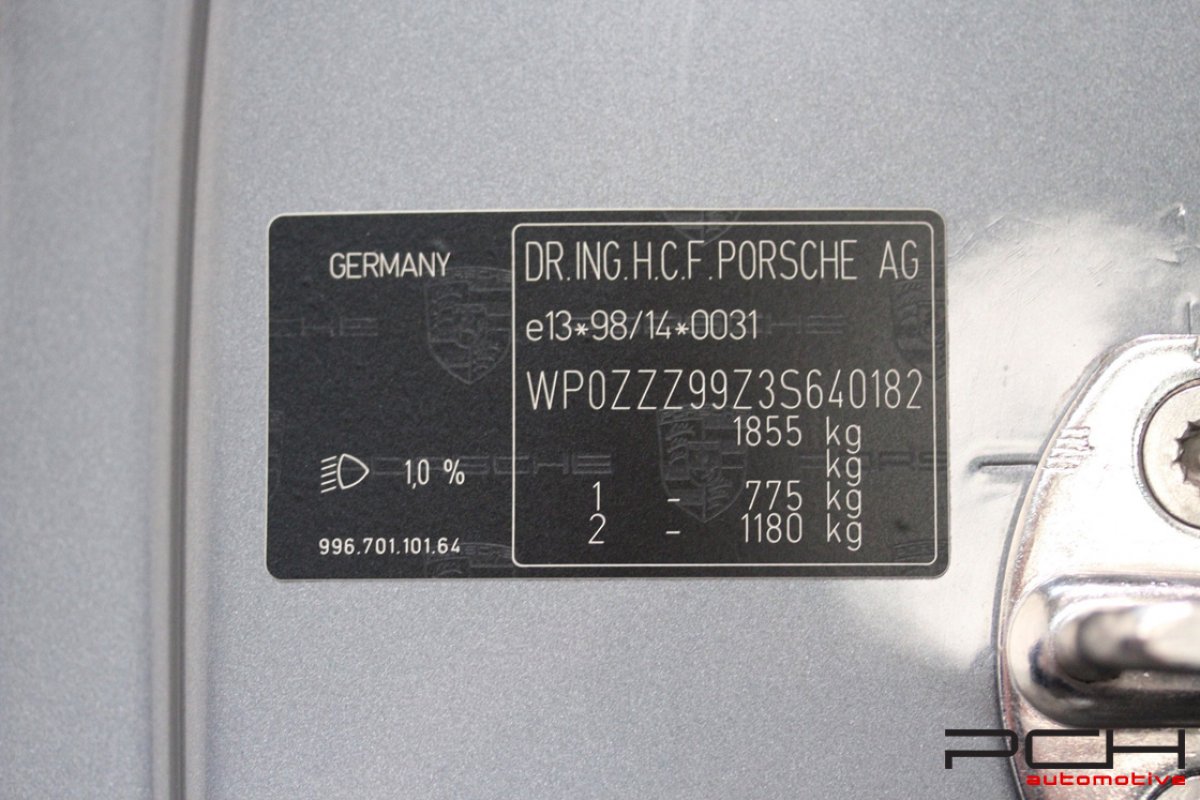 GERMANY
1,0 %
996.701.101.64
DR.ING.H.C.F.PORSCHE AG
e13*98/14*0031
WP0ZZZ99Z3S640182
1855 kg
kg
1 - 775 kg
2 - 1180 kg
PORSCHE
PCH
automotive